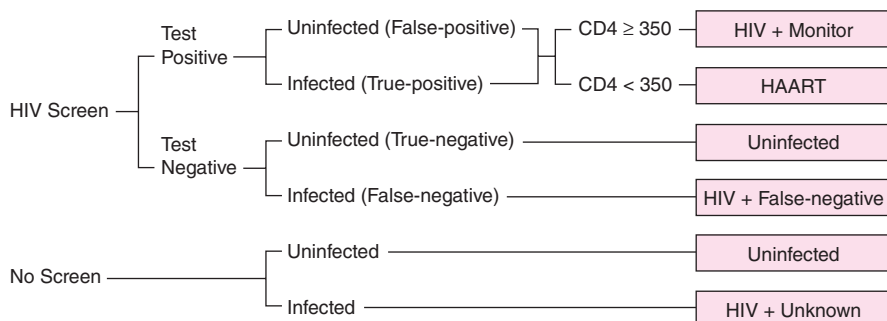 Test Positive
Uninfected (False-positive)
CD4 ≥ 350
HIV + Monitor
Infected (True-positive)
CD4 < 350
HAART
HIV Screen
Test Negative
Uninfected (True-negative)
Uninfected
Infected (False-negative)
HIV + False-negative
No Screen
Uninfected
Uninfected
Infected
HIV + Unknown